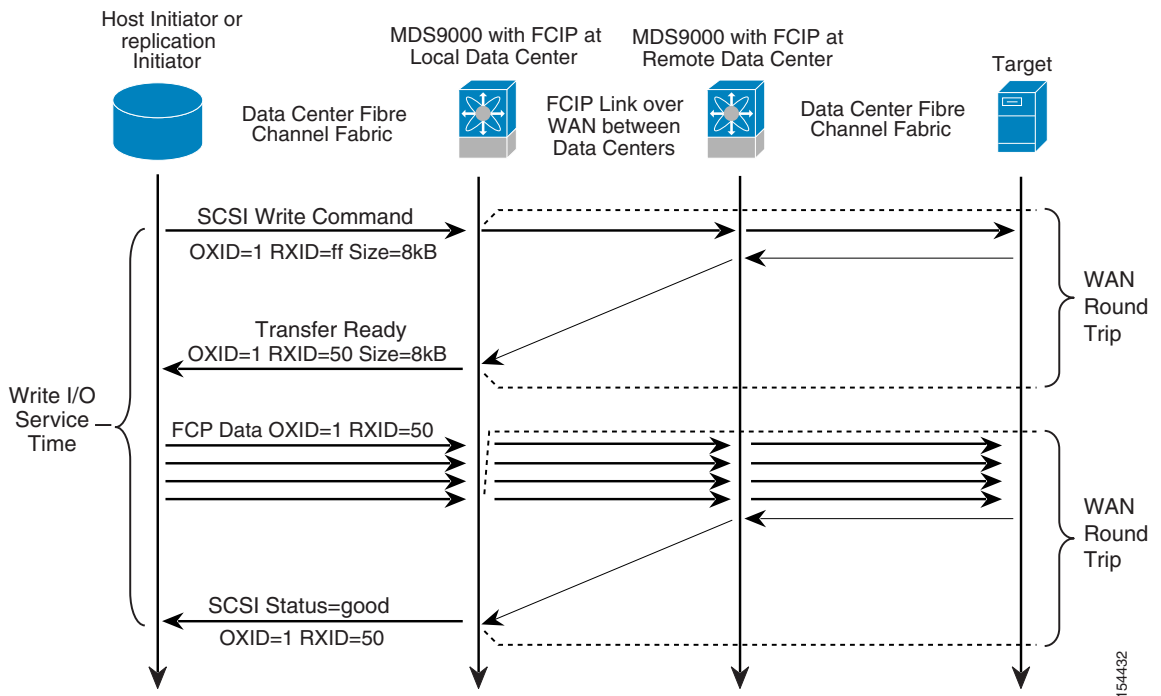 Host Initiator or
replication
Initiator
MDS9000 with FCIP at
Local Data Center
MDS9000 with FCIP at
Remote Data Center
Target
Data Center Fibre
Channel Fabric
FCIP Link over
WAN between
Data Centers
Data Center Fibre
Channel Fabric
SCSI Write Command
OXID=1 RXID=ff Size=8kB
WAN
Round
Trip
Transfer Ready
OXID=1 RXID=50 Size=8kB
Write I/O
Service
Time
FCP Data OXID=1 RXID=50
WAN
Round
Trip
SCSI Status=good
OXID=1 RXID=50
154432